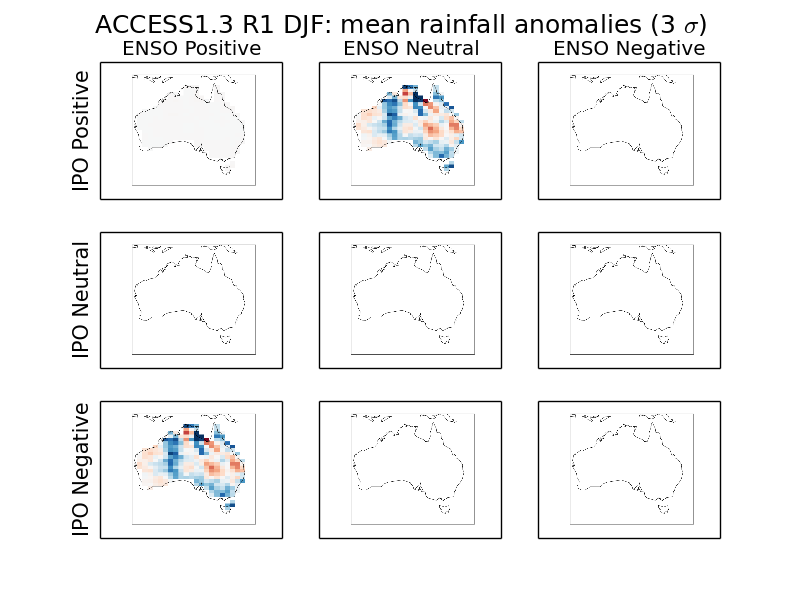 ACCESS1.3 R1 DJF: mean rainfall anomalies (3 σ)
ENSO Positive ENSO Neutral ENSO Negative
IPO Positive
IPO Neutral
IPO Negative